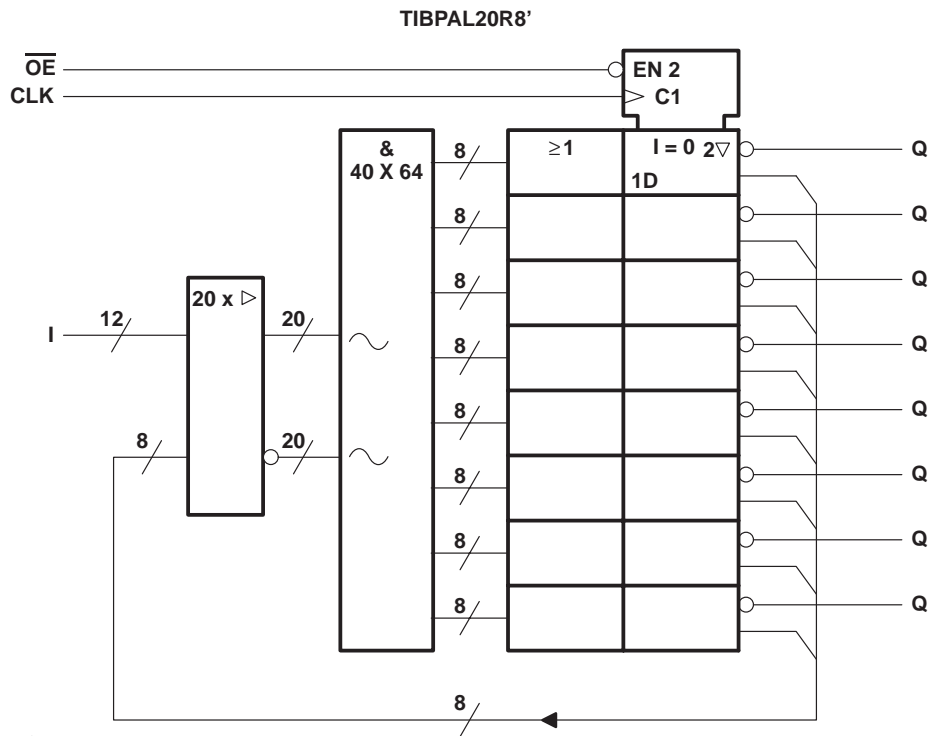 TIBPAL20R8’
OE
EN 2
CLK
C1
&
40 X 64
8
≥1
I = 0
2▽
1D
Q
8
Q
8
Q
8
Q
8
Q
8
Q
8
Q
8
Q
20 x ▷
I
12
20
8
20
8